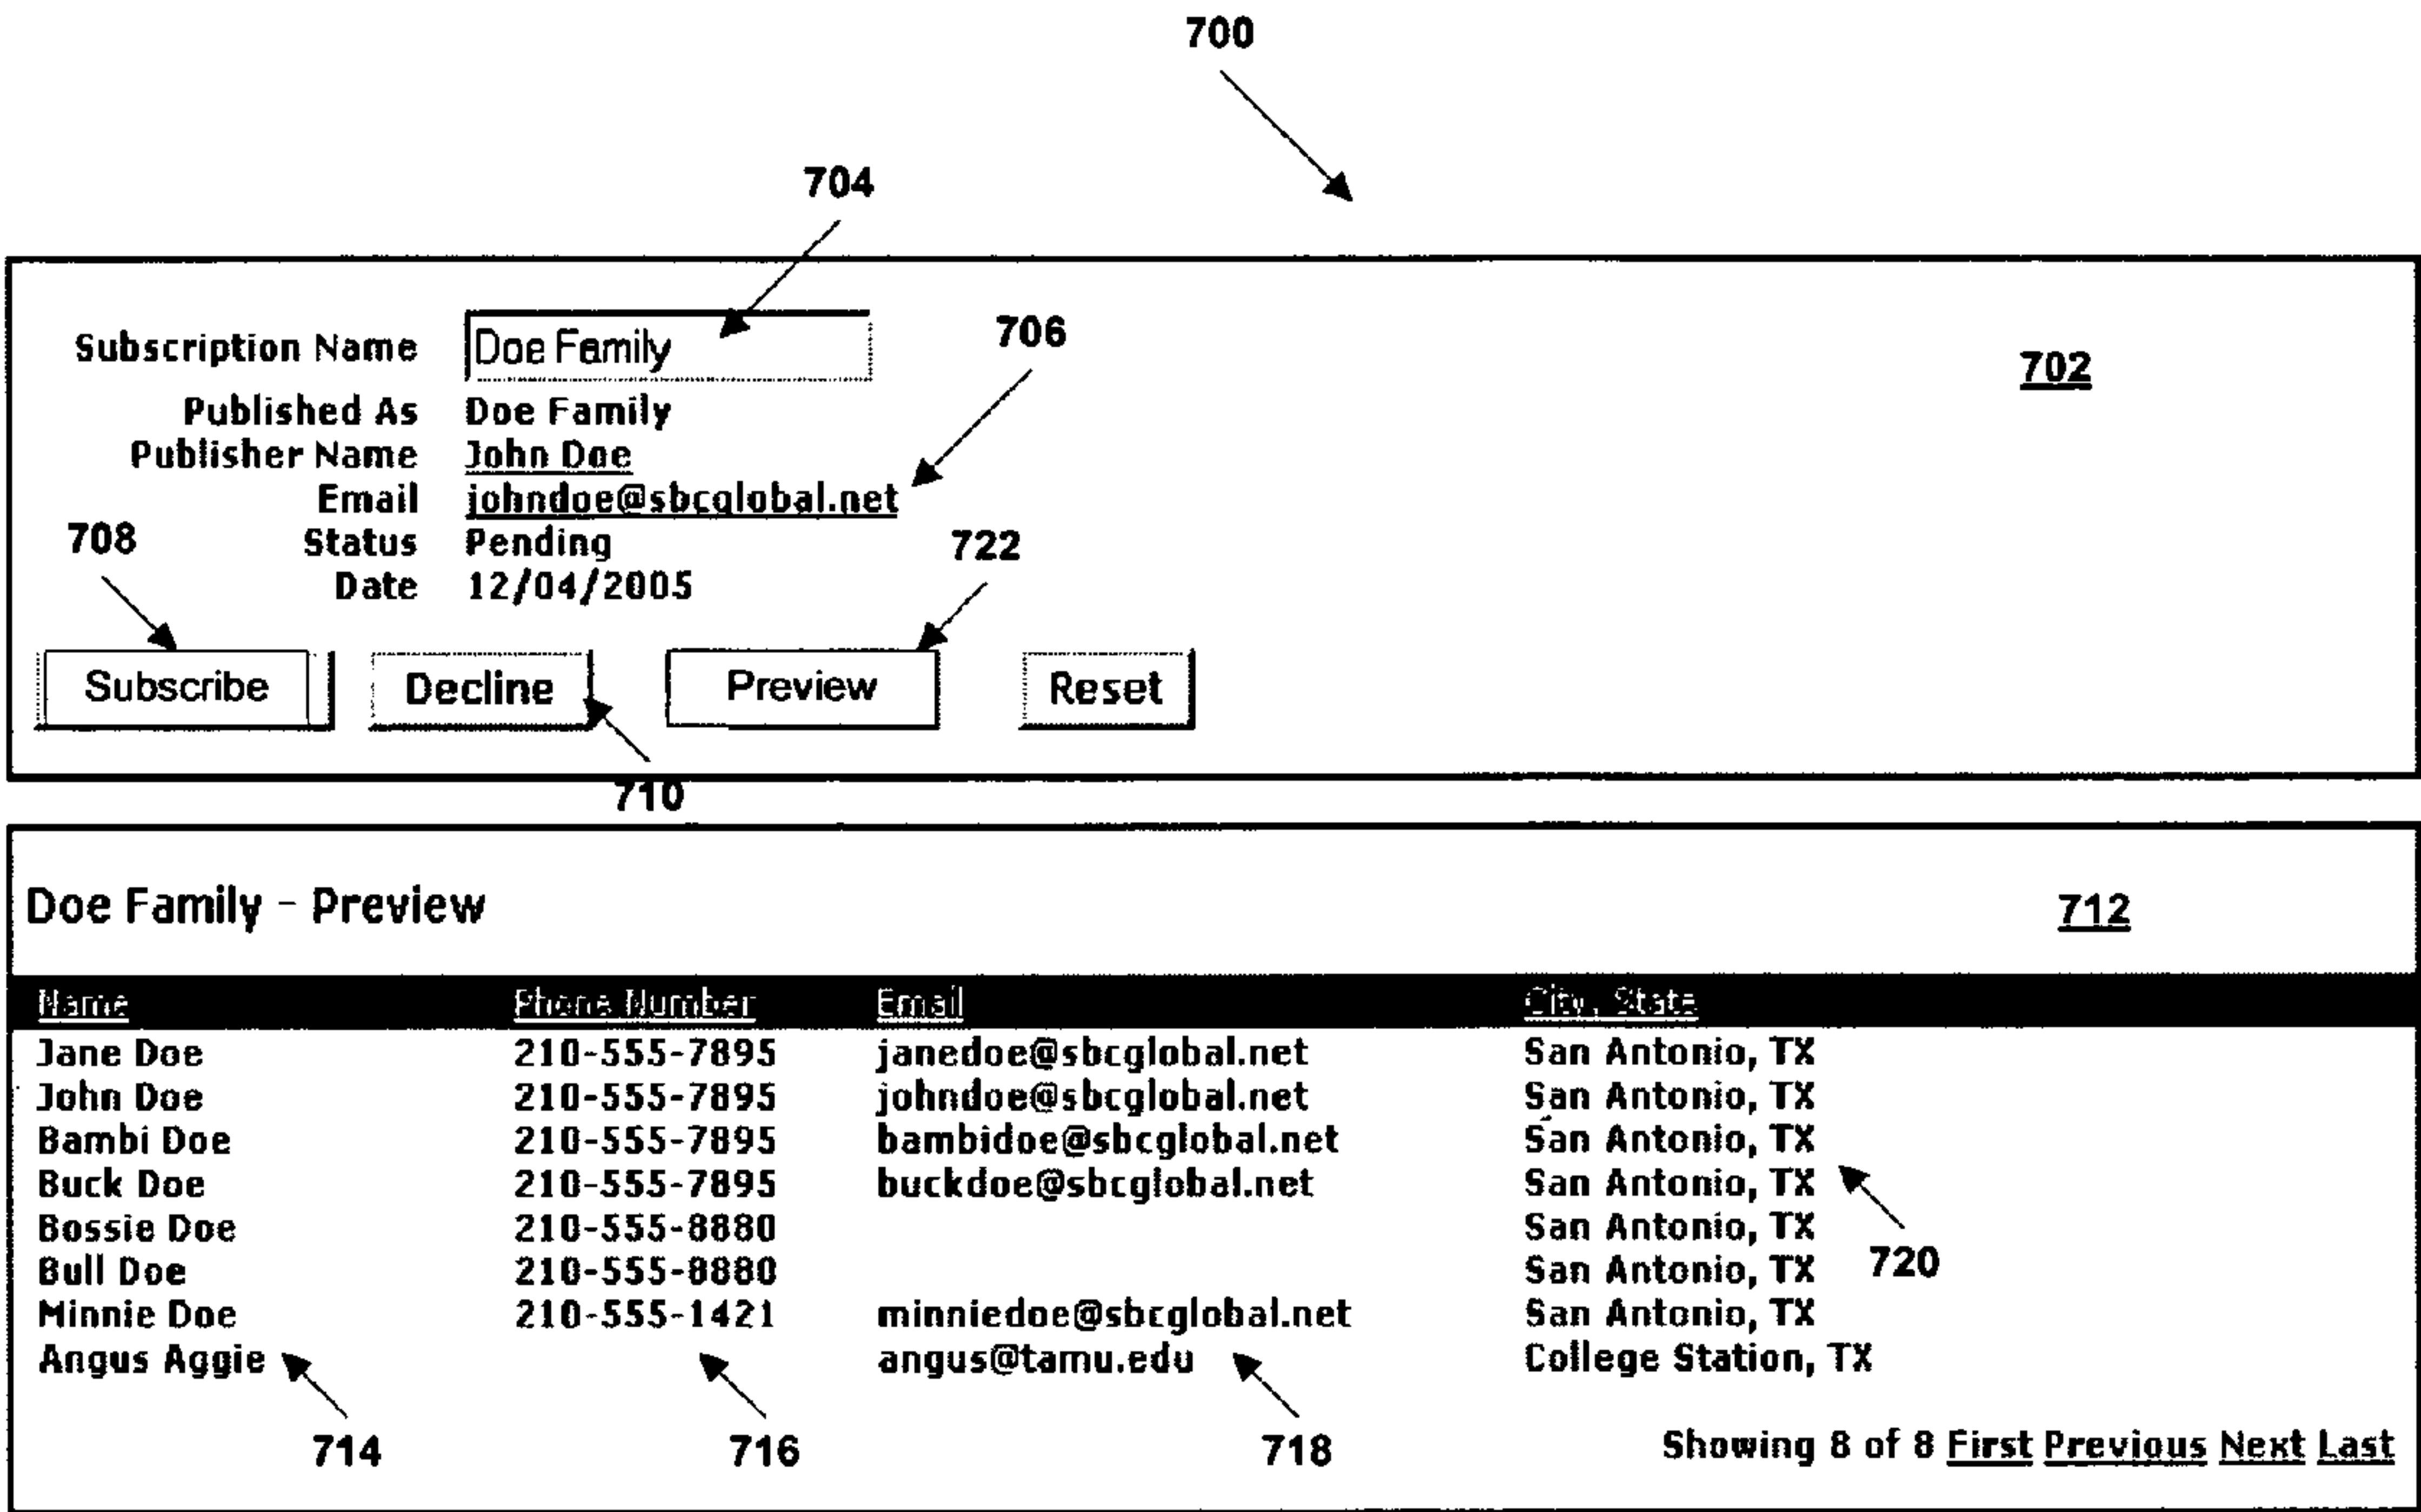 700
704
Subscription Name Doe Family 706 702
Published As Doe Family
Publisher Name John Doe
Email johndoe@sbcglobal.net
708 Status Pending 722
Date 12/04/2005
Subscribe Decline Preview Reset
710
Doe Family - Preview 712
Name Phone Number Email City, State
Jane Doe 210-555-7895 janedoe@sbcglobal.net San Antonio, TX
John Doe 210-555-7895 johndoe@sbcglobal.net San Antonio, TX
Bambi Doe 210-555-7895 bambidoe@sbcglobal.net San Antonio, TX
Buck Doe 210-555-7895 buckdoe@sbcglobal.net San Antonio, TX
Bossie Doe 210-555-8880 San Antonio, TX
Bull Doe 210-555-8880 San Antonio, TX 720
Minnie Doe 210-555-1421 minniedoe@sbcglobal.net San Antonio, TX
Angus Aggie angus@tamu.edu College Station, TX
714 716 718 Showing 8 of 8 First Previous Next Last